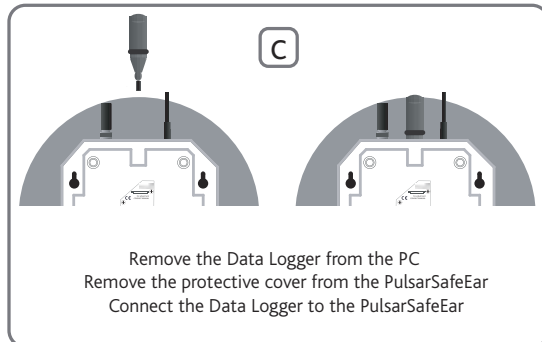 C
Remove the Data Logger from the PC
Remove the protective cover from the PulsarSafeEar
Connect the Data Logger to the PulsarSafeEar